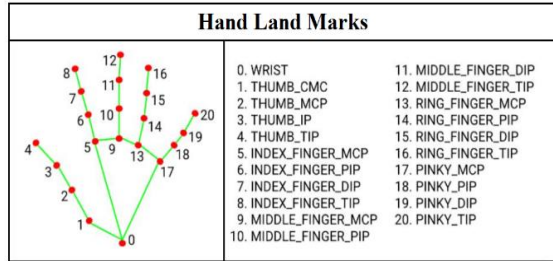 Hand Land Marks
12
16
8
11
7
15
20
10
6
14
19
4
5
9
13
18
3
17
2
1
0
0. WRIST
1. THUMB_CMC
2. THUMB_MCP
3. THUMB_IP
4. THUMB_TIP
5. INDEX_FINGER_MCP
6. INDEX_FINGER_PIP
7. INDEX_FINGER_DIP
8. INDEX_FINGER_TIP
9. MIDDLE_FINGER_MCP
10. MIDDLE_FINGER_PIP
11. MIDDLE_FINGER_DIP
12. MIDDLE_FINGER_TIP
13. RING_FINGER_MCP
14. RING_FINGER_PIP
15. RING_FINGER_DIP
16. RING_FINGER_TIP
17. PINKY_MCP
18. PINKY_PIP
19. PINKY_DIP
20. PINKY_TIP